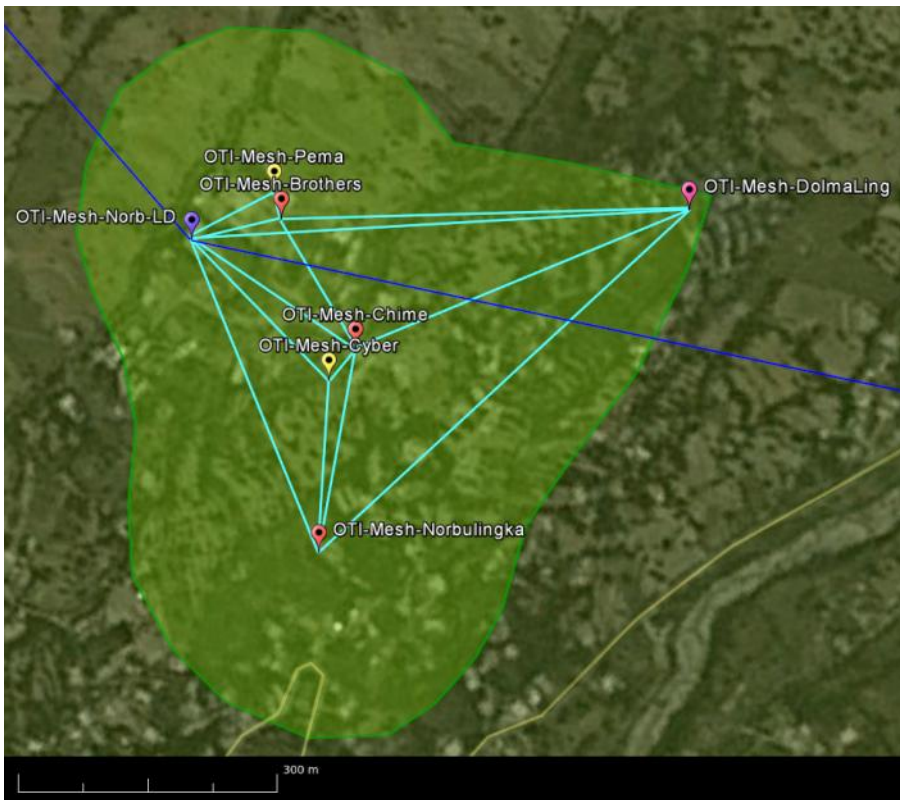 OTI-Mesh-Pema
OTI-Mesh-Brothers
OTI-Mesh-DolmaLing
OTI-Mesh-Norb-LD
OTI-Mesh-Chime
OTI-Mesh-Cyber
OTI-Mesh-Norbulingka
300 m